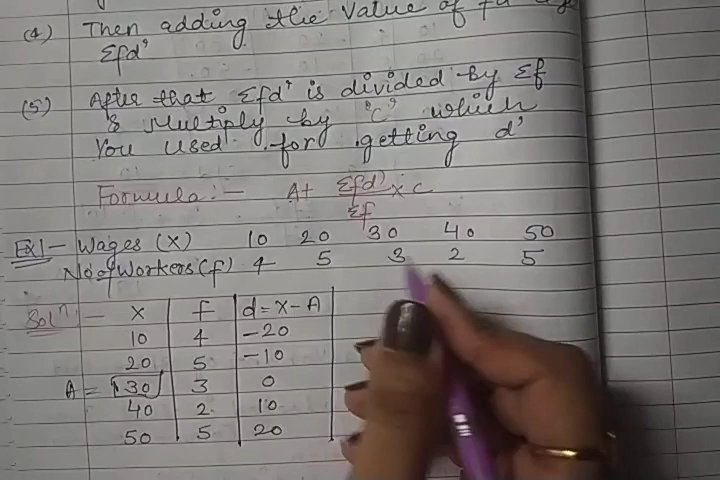 (4) Then adding the Value of fd
Σfd'
(5) After that Σfd' is divided by Σf
& Multiply by 'c' which
You used for getting d'
Formula:- A+ Σfd'/Σf × c
Ex1- Wages (X) 10 20 30 40 50
No of Workers (f) 4 5 3 2 5
Solⁿ:- X f d=X-A
10 4 -20
20 5 -10
A = 30 3 0
40 2 10
50 5 20